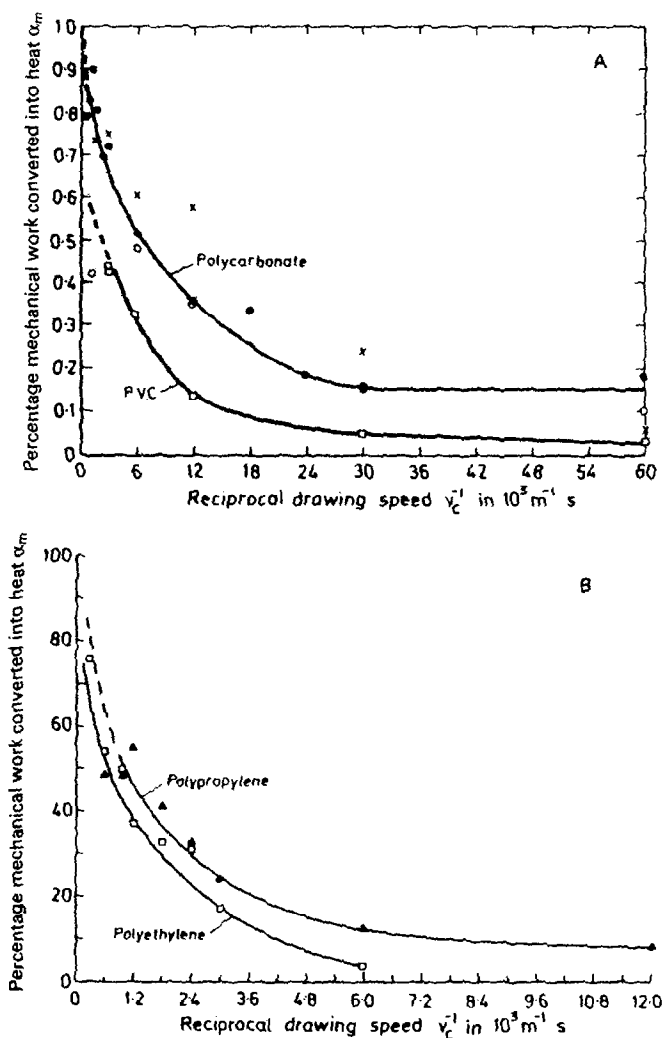 A
Percentage mechanical work converted into heat αm
1.0
0.9
0.8
0.7
0.6
0.5
0.4
0.3
0.2
0.1
0
Polycarbonate
PVC
0 6 12 18 24 30 36 42 48 54 60
Reciprocal drawing speed vc⁻¹ in 10³ m⁻¹ s
B
Percentage mechanical work converted into heat αm
100
80
60
40
20
0
Polypropylene
Polyethylene
0 1·2 2·4 3·6 4·8 6·0 7·2 8·4 9·6 10·8 12·0
Reciprocal drawing speed vc⁻¹ in 10³ m⁻¹ s